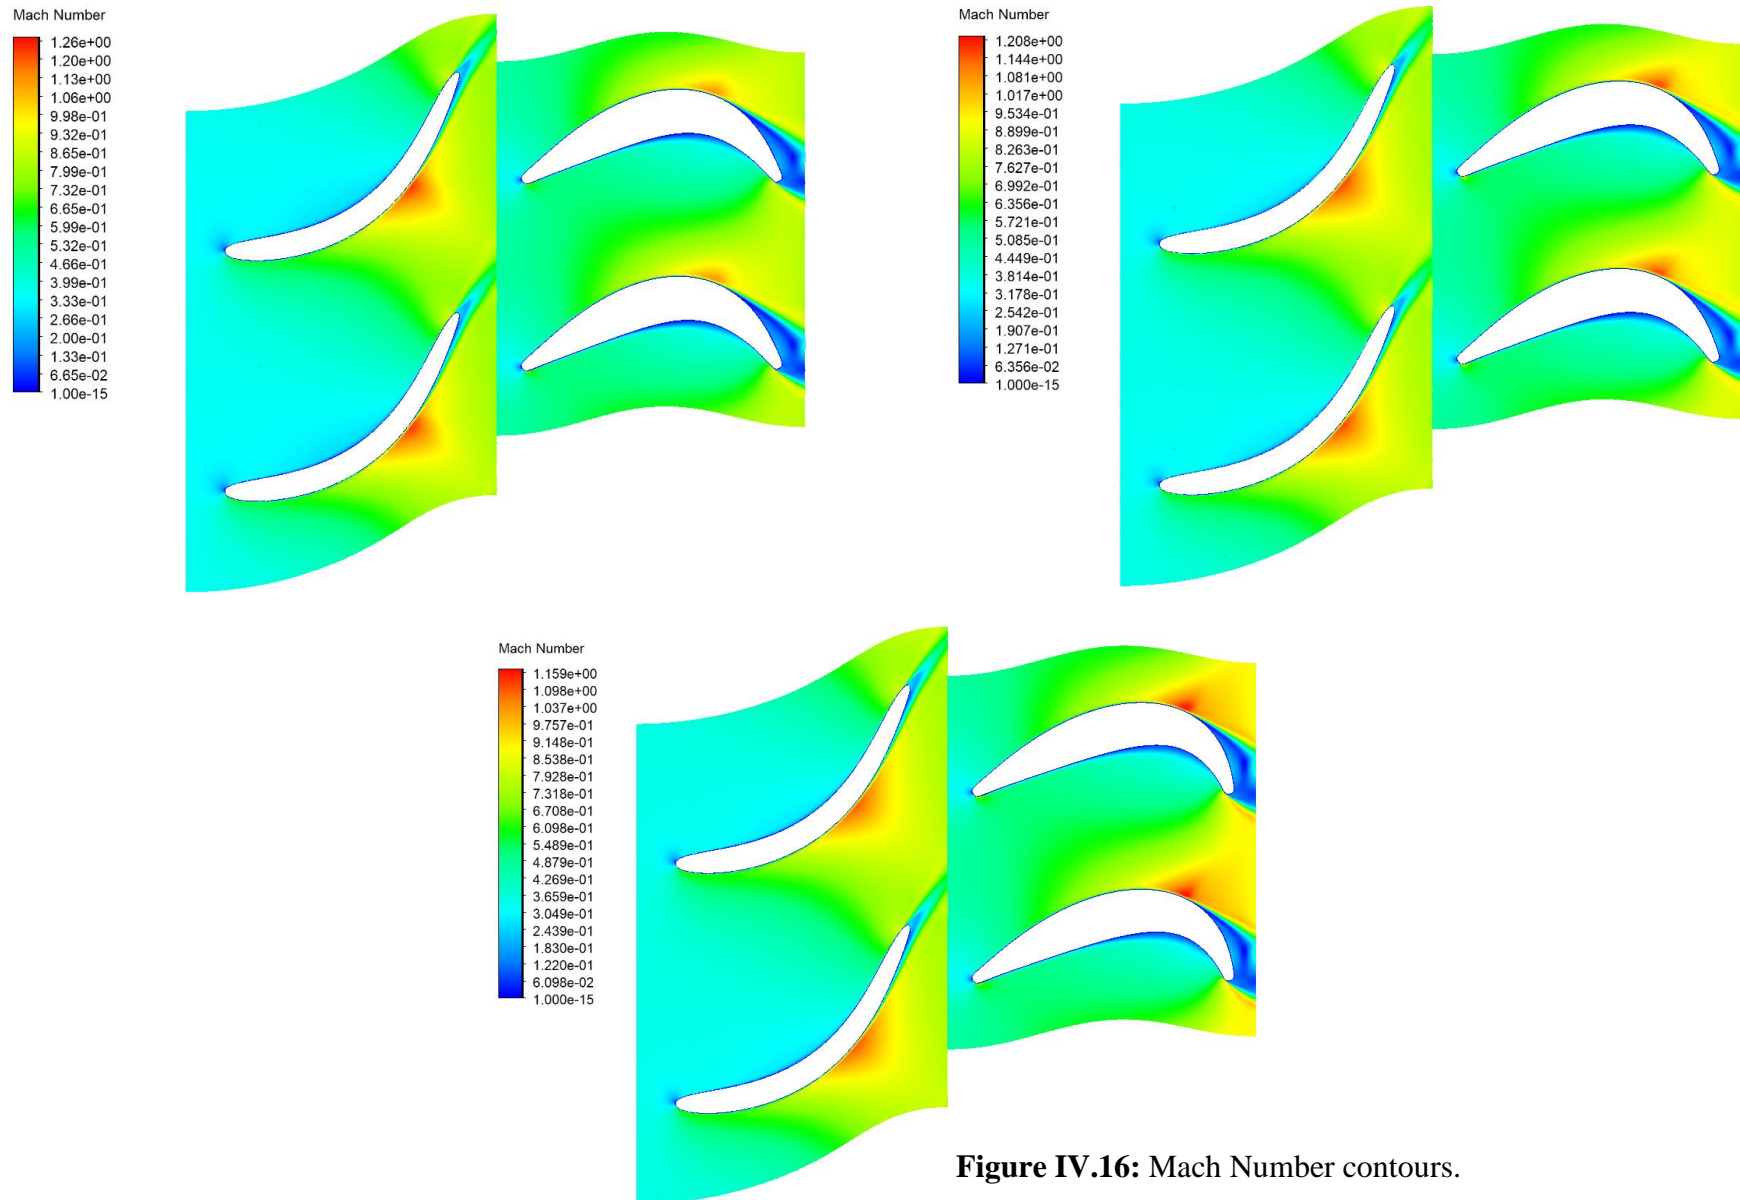 Mach Number
1.26e+00
1.20e+00
1.13e+00
1.06e+00
9.98e-01
9.32e-01
8.65e-01
7.99e-01
7.32e-01
6.65e-01
5.99e-01
5.32e-01
4.66e-01
3.99e-01
3.33e-01
2.66e-01
2.00e-01
1.33e-01
6.65e-02
1.00e-15
Mach Number
1.208e+00
1.144e+00
1.081e+00
1.017e+00
9.534e-01
8.899e-01
8.263e-01
7.627e-01
6.992e-01
6.356e-01
5.721e-01
5.085e-01
4.449e-01
3.814e-01
3.178e-01
2.542e-01
1.907e-01
1.271e-01
6.356e-02
1.000e-15
Mach Number
1.159e+00
1.098e+00
1.037e+00
9.757e-01
9.148e-01
8.538e-01
7.928e-01
7.318e-01
6.708e-01
6.098e-01
5.489e-01
4.879e-01
4.269e-01
3.659e-01
3.049e-01
2.439e-01
1.830e-01
1.220e-01
6.098e-02
1.000e-15
Figure IV.16: Mach Number contours.